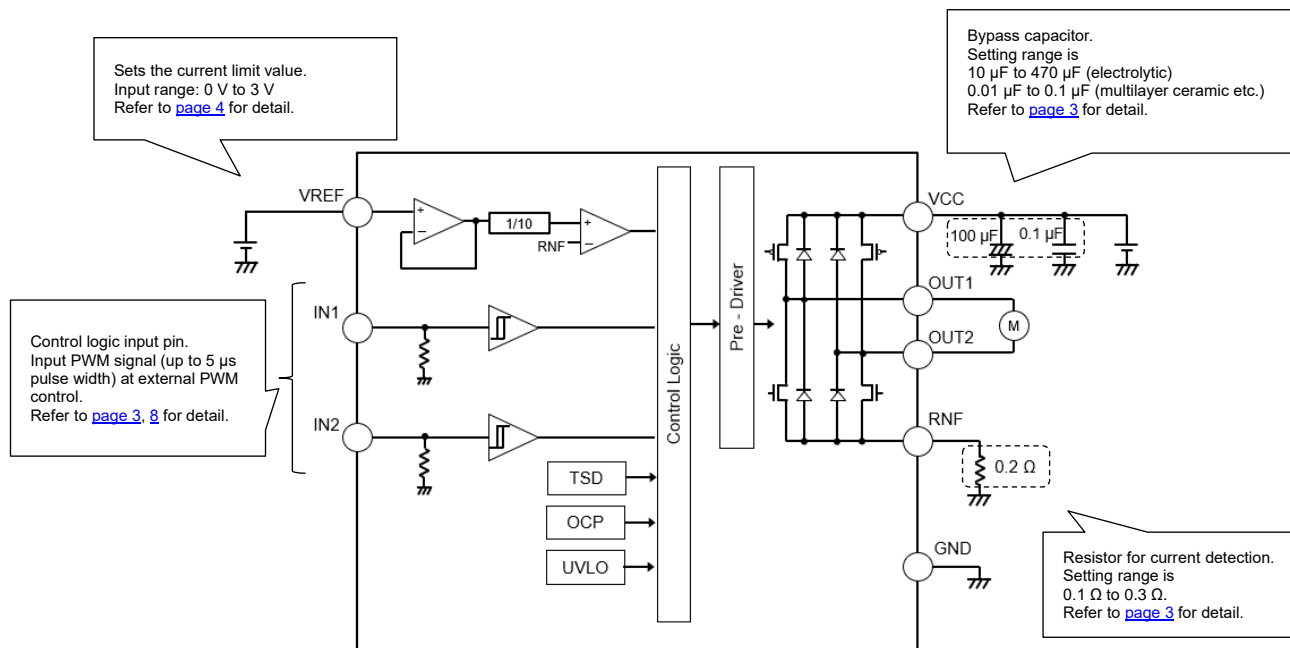 Sets the current limit value.
Input range: 0 V to 3 V
Refer to page 4 for detail.
Bypass capacitor.
Setting range is
10 µF to 470 µF (electrolytic)
0.01 µF to 0.1 µF (multilayer ceramic etc.)
Refer to page 3 for detail.
VREF
+
−
1/10
+
RNF
−
VCC
100 µF
0.1 µF
OUT1
M
OUT2
Control logic input pin.
Input PWM signal (up to 5 µs
pulse width) at external PWM
control.
Refer to page 3, 8 for detail.
IN1
IN2
Control Logic
Pre - Driver
RNF
0.2 Ω
TSD
OCP
UVLO
GND
Resistor for current detection.
Setting range is
0.1 Ω to 0.3 Ω.
Refer to page 3 for detail.